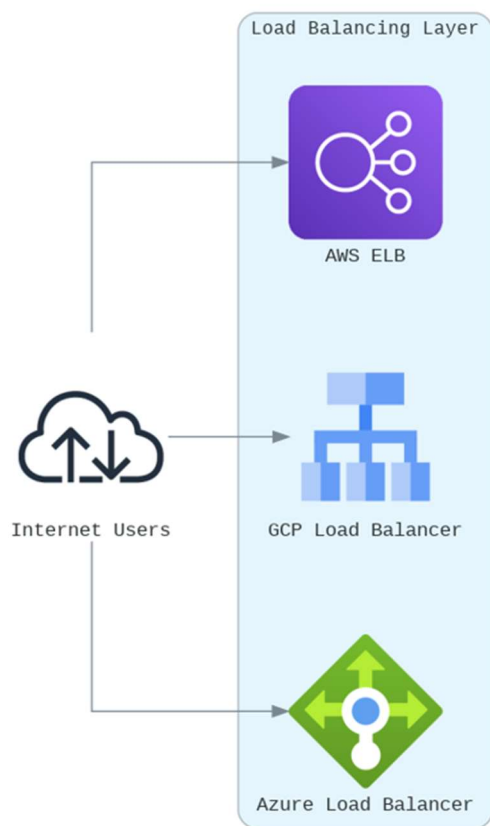 Load Balancing Layer
AWS ELB
Internet Users
GCP Load Balancer
Azure Load Balancer